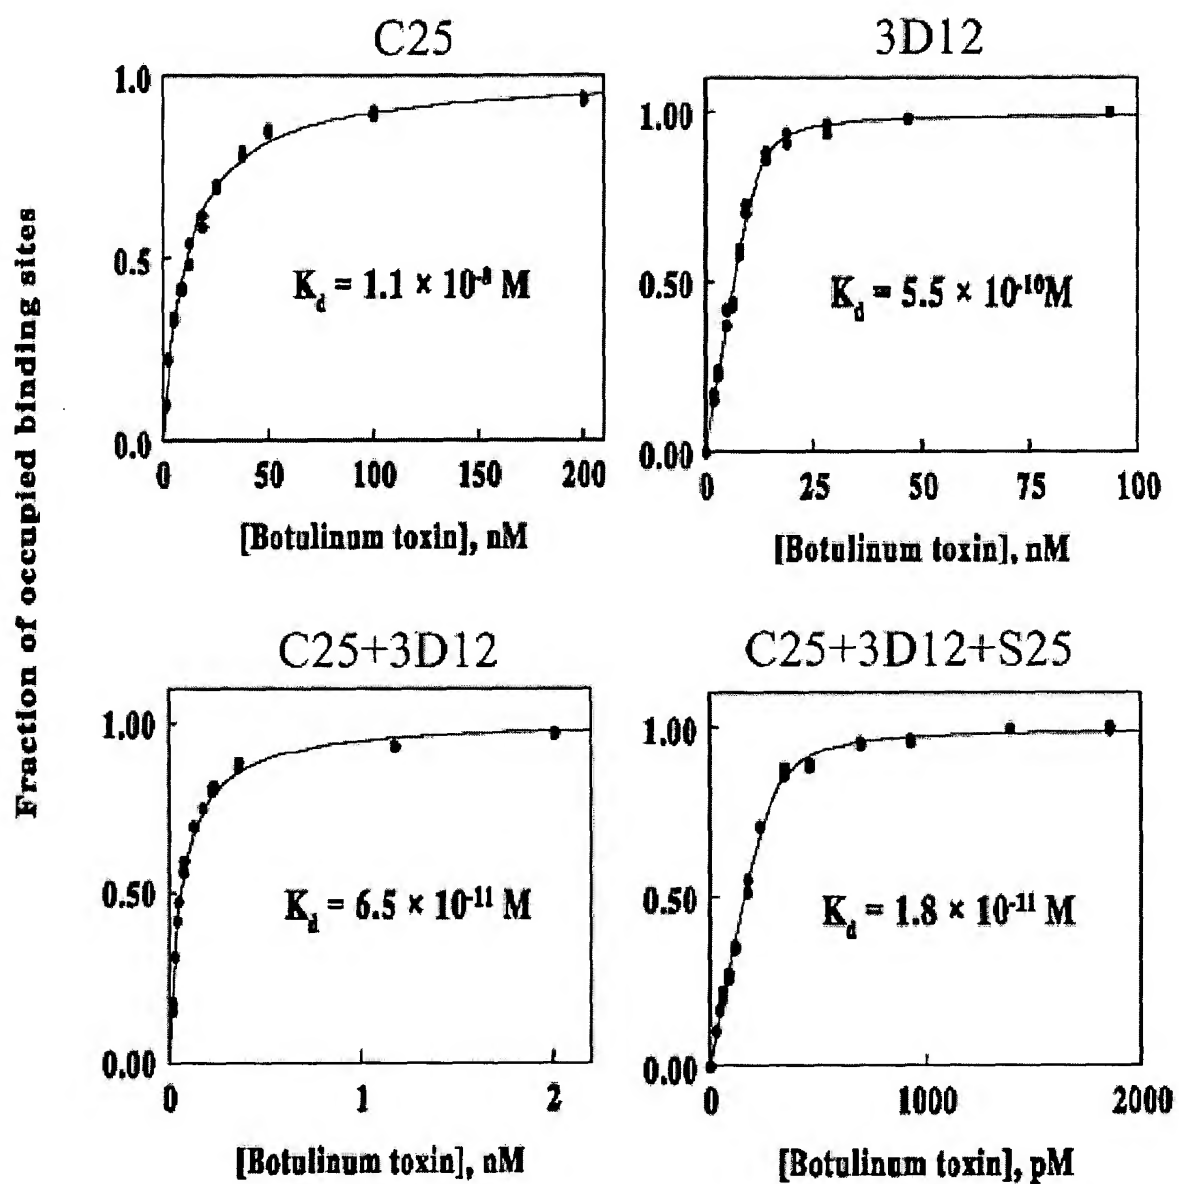 Fraction of occupied binding sites
C25
1.0
0.5
0.0
0 50 100 150 200
K_d = 1.1 × 10⁻⁸ M
[Botulinum toxin], nM
3D12
1.00
0.50
0.00
0 25 50 75 100
K_d = 5.5 × 10⁻¹⁰M
[Botulinum toxin], nM
C25+3D12
1.00
0.50
0.00
0 1 2
K_d = 6.5 × 10⁻¹¹ M
[Botulinum toxin], nM
C25+3D12+S25
1.00
0.50
0.00
0 1000 2000
K_d = 1.8 × 10⁻¹¹ M
[Botulinum toxin], pM